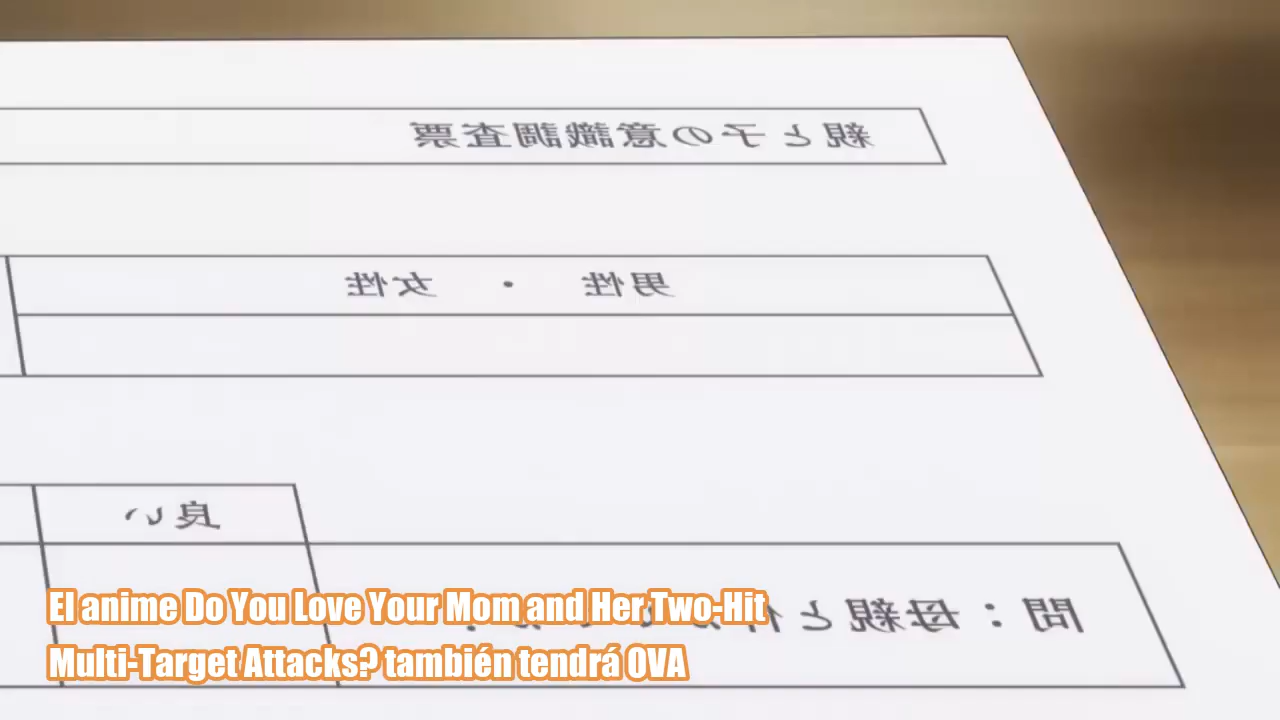 親と子の意識調査票
男性 ・ 女性
良い
問：母親と
El anime Do You Love Your Mom and Her Two-Hit
Multi-Target Attacks? también tendrá OVA